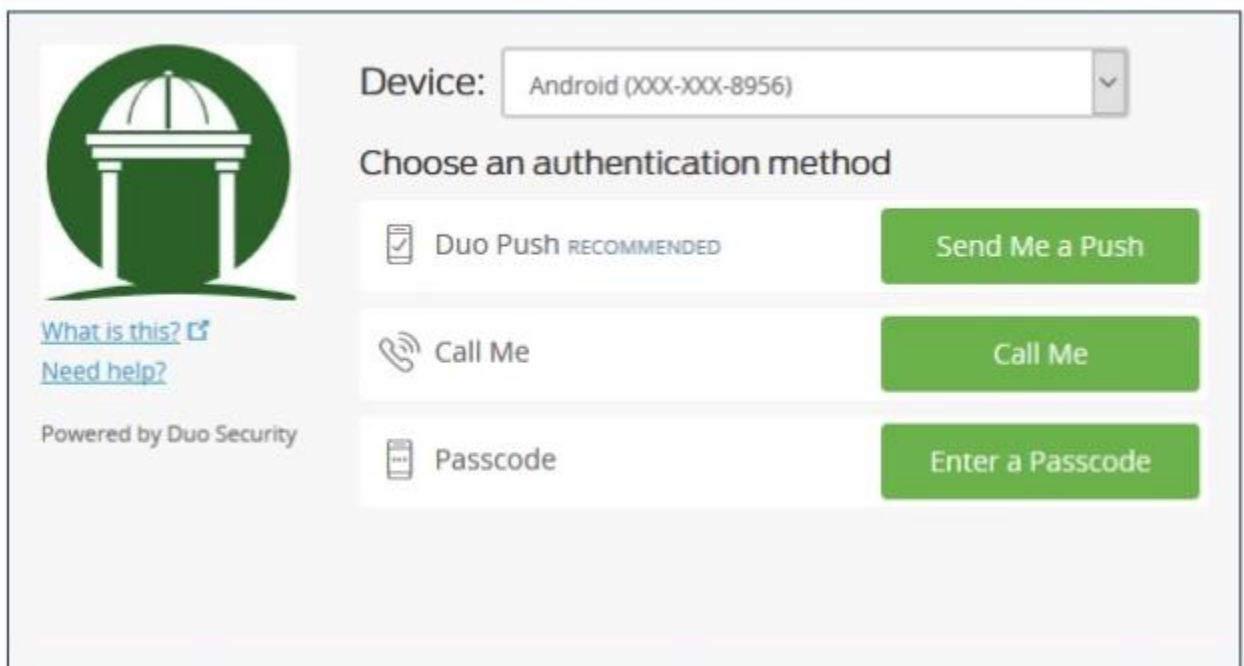 Device: Android (XXX-XXX-8956)
Choose an authentication method
Duo Push RECOMMENDED Send Me a Push
Call Me Call Me
Passcode Enter a Passcode
What is this?
Need help?
Powered by Duo Security